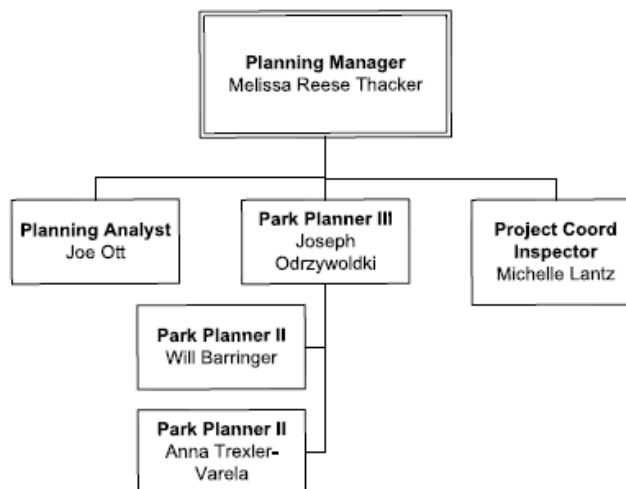 Planning Manager
Melissa Reese Thacker
Planning Analyst
Joe Ott
Park Planner III
Joseph
Odrzywoldki
Project Coord
Inspector
Michelle Lantz
Park Planner II
Will Barringer
Park Planner II
Anna Trexler-
Varela